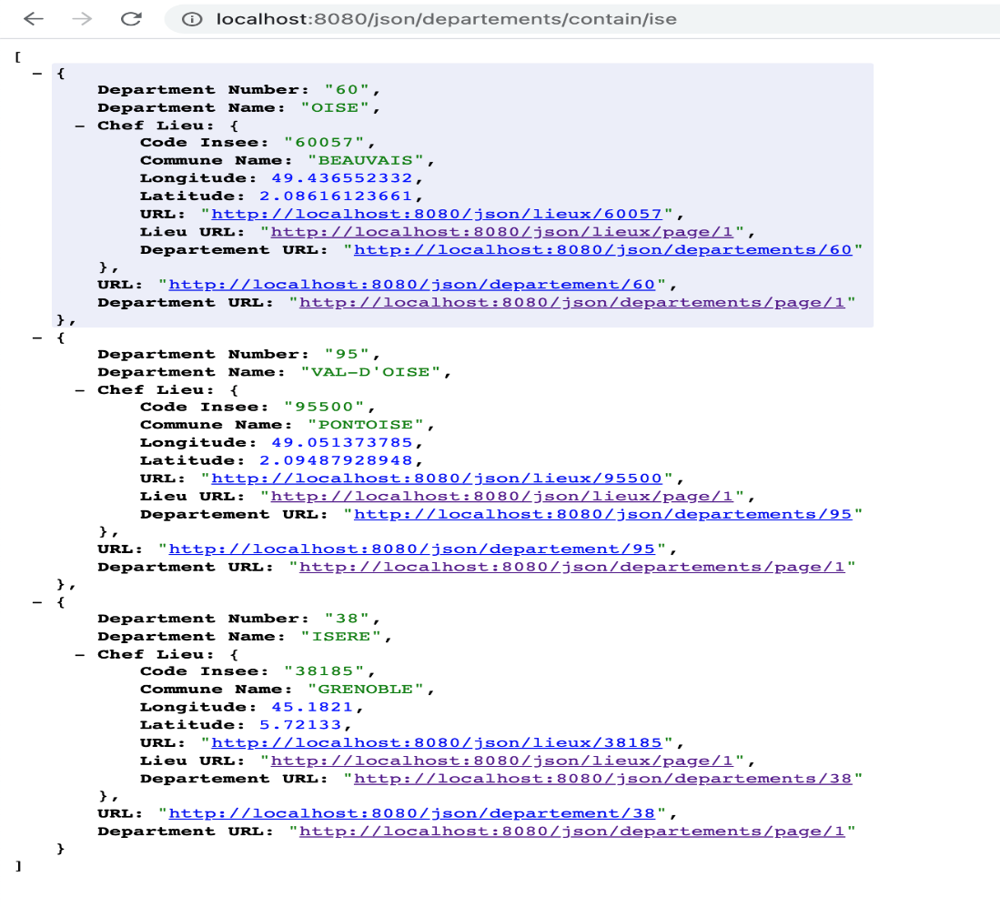 localhost:8080/json/departements/contain/ise
[
− {
Department Number: "60",
Department Name: "OISE",
− Chef Lieu: {
Code Insee: "60057",
Commune Name: "BEAUVAIS",
Longitude: 49.436552332,
Latitude: 2.08616123661,
URL: "http://localhost:8080/json/lieux/60057",
Lieu URL: "http://localhost:8080/json/lieux/page/1",
Departement URL: "http://localhost:8080/json/departements/60"
},
URL: "http://localhost:8080/json/departement/60",
Department URL: "http://localhost:8080/json/departements/page/1"
},
− {
Department Number: "95",
Department Name: "VAL-D'OISE",
− Chef Lieu: {
Code Insee: "95500",
Commune Name: "PONTOISE",
Longitude: 49.051373785,
Latitude: 2.09487928948,
URL: "http://localhost:8080/json/lieux/95500",
Lieu URL: "http://localhost:8080/json/lieux/page/1",
Departement URL: "http://localhost:8080/json/departements/95"
},
URL: "http://localhost:8080/json/departement/95",
Department URL: "http://localhost:8080/json/departements/page/1"
},
− {
Department Number: "38",
Department Name: "ISERE",
− Chef Lieu: {
Code Insee: "38185",
Commune Name: "GRENOBLE",
Longitude: 45.1821,
Latitude: 5.72133,
URL: "http://localhost:8080/json/lieux/38185",
Lieu URL: "http://localhost:8080/json/lieux/page/1",
Departement URL: "http://localhost:8080/json/departements/38"
},
URL: "http://localhost:8080/json/departement/38",
Department URL: "http://localhost:8080/json/departements/page/1"
}
]